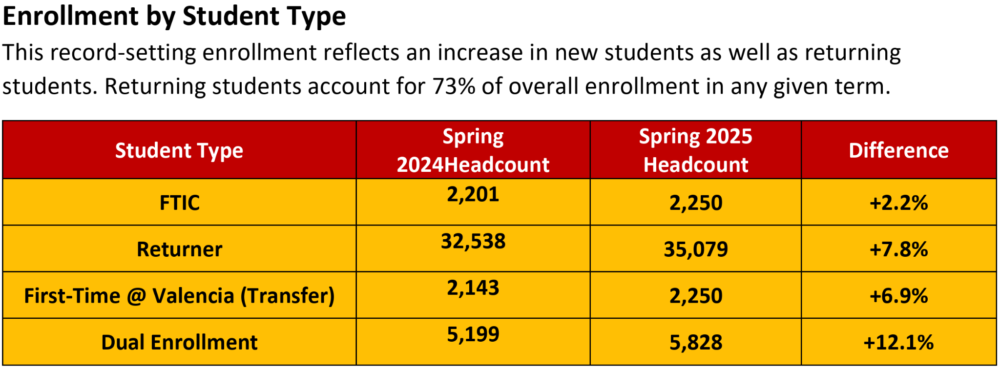 Enrollment by Student Type
This record-setting enrollment reflects an increase in new students as well as returning
students. Returning students account for 73% of overall enrollment in any given term.
Student Type
Spring
2024Headcount
Spring 2025
Headcount
Difference
FTIC
2,201
2,250
+2.2%
Returner
32,538
35,079
+7.8%
First-Time @ Valencia (Transfer)
2,143
2,250
+6.9%
Dual Enrollment
5,199
5,828
+12.1%